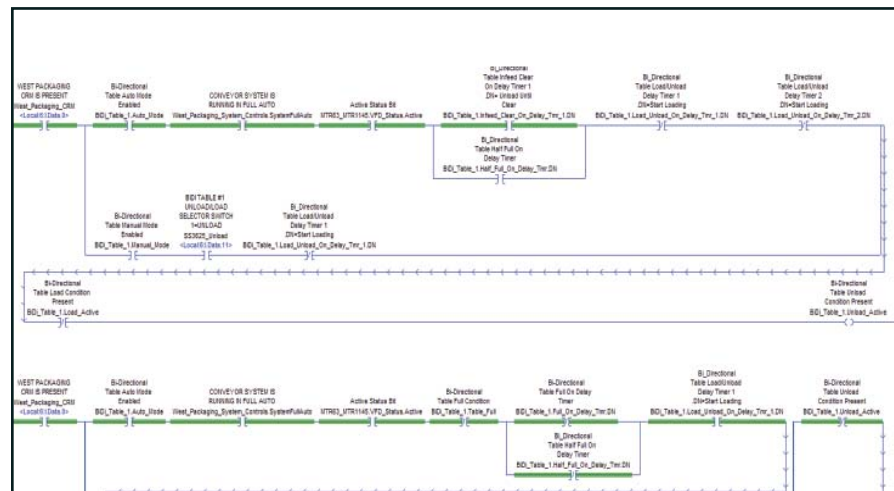 WEST PACKAGING
CRM IS PRESENT
West_Packaging_CRM
Bi-Directional
Table Auto Mode
Enabled
BIDI_Table_1.Auto_Mode
CONVEYOR SYSTEM IS
RUNNING IN FULL AUTO
West_Packaging_System_Controls.SystemFullAuto
Active Status Bit
MTR63_MTR1145.VFD_Status.Active
Bi_Directional
Table Infeed Clear
On Delay Timer 1
.DN= Unload Until
Clear
BIDI_Table_1.Infeed_Clear_On_Delay_Tmr_1.DN
Bi_Directional
Table Load/Unload
Delay Timer 1
.DN=Start Loading
BIDI_Table_1.Load_Unload_On_Delay_Tmr_1.DN
Bi_Directional
Table Load/Unload
Delay Timer 2
.DN=Start Loading
BIDI_Table_1.Load_Unload_On_Delay_Tmr_2.DN
Bi_Directional
Table Half Full On
Delay Timer
BIDI_Table_1.Half_Full_On_Delay_Tmr.DN
Bi-Directional
Table Manual Mode
Enabled
BIDI_Table_1.Manual_Mode
BIDI TABLE #1
UNLOAD/LOAD
SELECTOR SWITCH
1=UNLOAD
SS3625_Unload
<Local:8:I.Data.11>
Bi_Directional
Table Load/Unload
Delay Timer 1
.DN=Start Loading
BIDI_Table_1.Load_Unload_On_Delay_Tmr_1.DN
Bi-Directional
Table Load Condition
Present
BIDI_Table_1.Load_Active
Bi-Directional
Table Unload
Condition Present
BIDI_Table_1.Unload_Active
WEST PACKAGING
CRM IS PRESENT
West_Packaging_CRM
Bi-Directional
Table Auto Mode
Enabled
BIDI_Table_1.Auto_Mode
CONVEYOR SYSTEM IS
RUNNING IN FULL AUTO
West_Packaging_System_Controls.SystemFullAuto
Active Status Bit
MTR63_MTR1145.VFD_Status.Active
Bi-Directional
Table Full Condition
BIDI_Table_1.Table_Full
Bi_Directional
Table Full On Delay
Timer
BIDI_Table_1.Full_On_Delay_Tmr.DN
Bi_Directional
Table Load/Unload
Delay Timer 1
.DN=Start Loading
BIDI_Table_1.Load_Unload_On_Delay_Tmr_1.DN
Bi-Directional
Table Unload
Condition Present
BIDI_Table_1.Unload_Active
Bi_Directional
Table Half Full On
Delay Timer
BIDI_Table_1.Half_Full_On_Delay_Tmr.DN